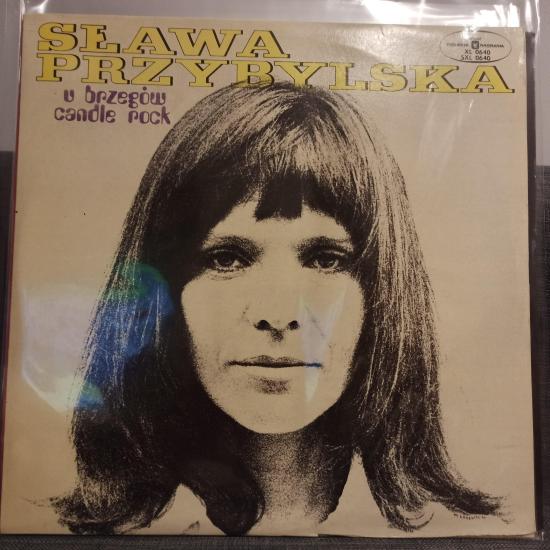 SŁAWA
PRZYBYLSKA
u brzegów
candle rock
POLSKIE NAGRANIA
XL 0640
SXL 0640